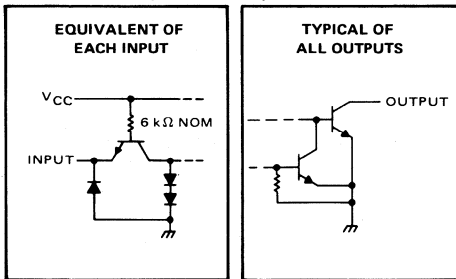 EQUIVALENT OF
EACH INPUT
VCC
6 kΩ NOM
INPUT
TYPICAL OF
ALL OUTPUTS
OUTPUT